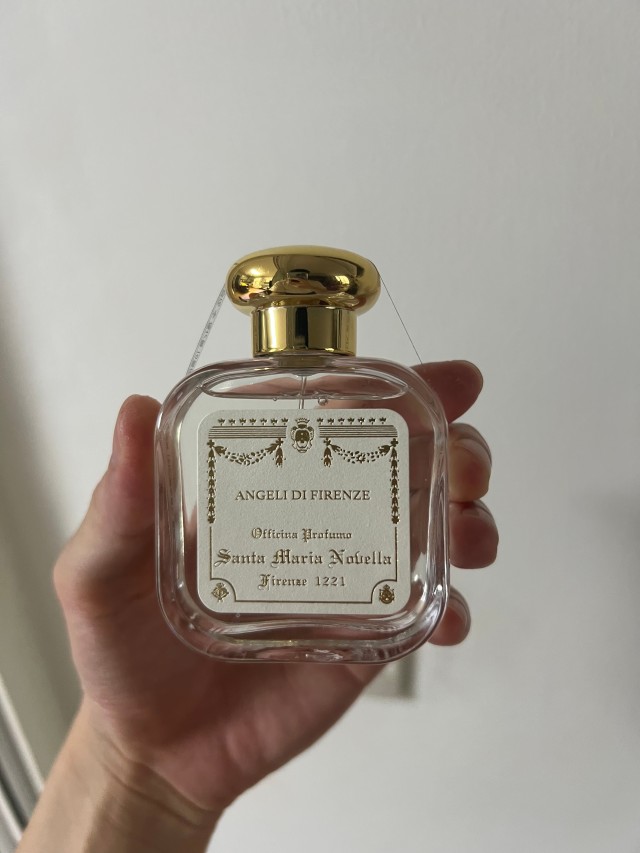 ANGELI DI FIRENZE
Officina Profumo
Santa Maria Novella
Firenze 1221